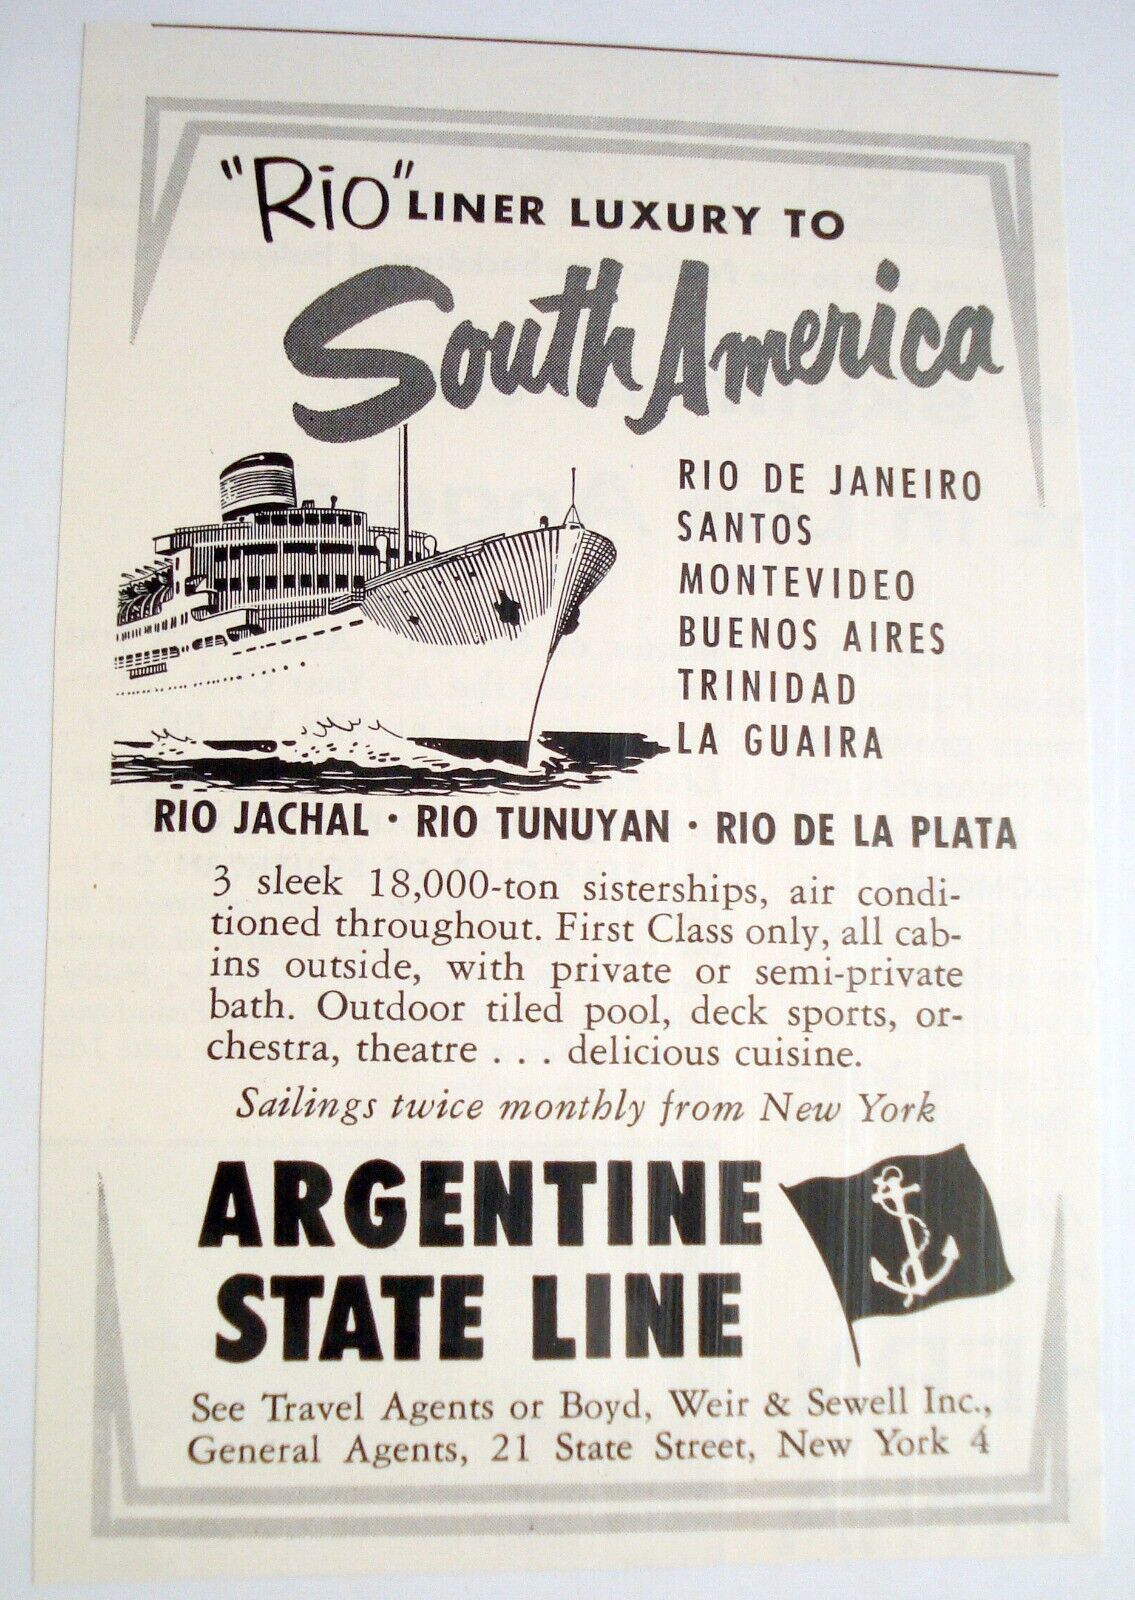 "Rio" LINER LUXURY TO
South America
RIO DE JANEIRO
SANTOS
MONTEVIDEO
BUENOS AIRES
TRINIDAD
LA GUAIRA
RIO JACHAL · RIO TUNUYAN · RIO DE LA PLATA
3 sleek 18,000-ton sisterships, air condi-
tioned throughout. First Class only, all cab-
ins outside, with private or semi-private
bath. Outdoor tiled pool, deck sports, or-
chestra, theatre . . . delicious cuisine.
Sailings twice monthly from New York
ARGENTINE
STATE LINE
See Travel Agents or Boyd, Weir & Sewell Inc.,
General Agents, 21 State Street, New York 4